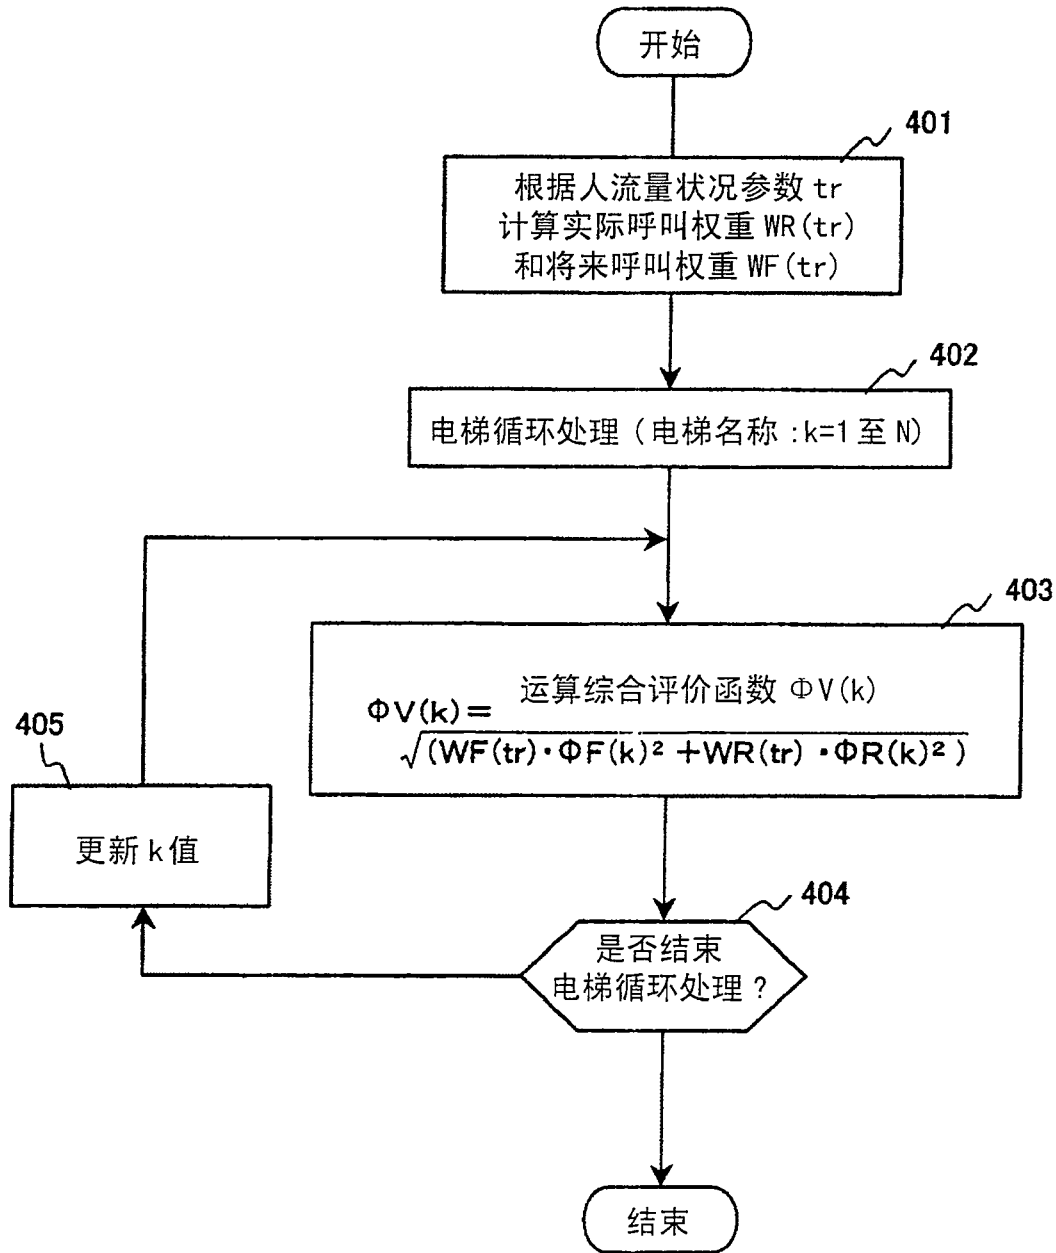 开始
401
根据人流量状况参数 tr
计算实际呼叫权重 WR(tr)
和将来呼叫权重 WF(tr)
402
电梯循环处理（电梯名称:k=1至N）
403
运算综合评价函数 ΦV(k)
ΦV(k)=
√(WF(tr)·ΦF(k)²+WR(tr)·ΦR(k)²)
405
更新k值
404
是否结束
电梯循环处理?
结束